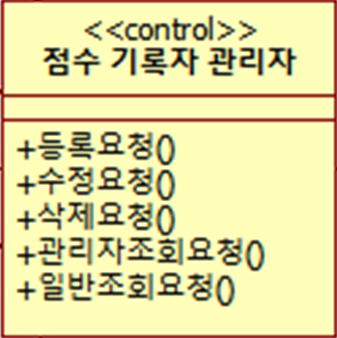 <<control>>
점수 기록자 관리자
+등록요청()
+수정요청()
+삭제요청()
+관리자조회요청()
+일반조회요청()